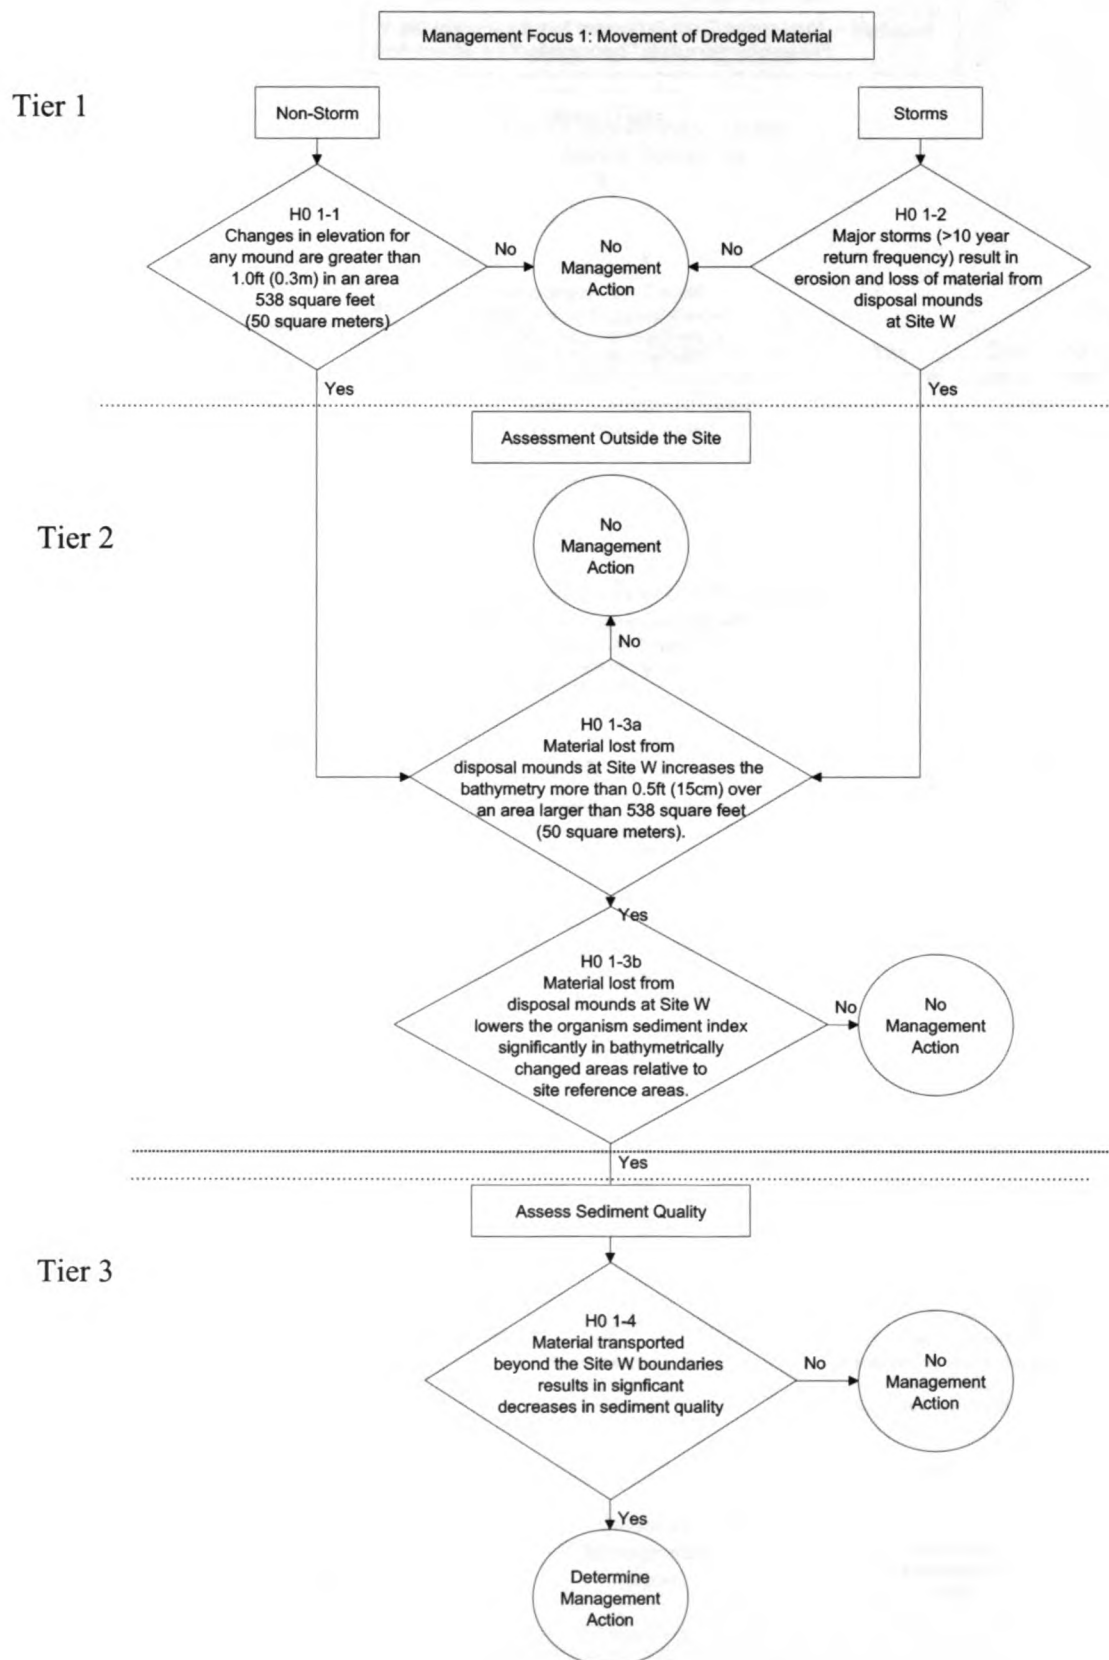 Management Focus 1: Movement of Dredged Material
Tier 1
Non-Storm
Storms
H0 1-1
Changes in elevation for
any mound are greater than
1.0ft (0.3m) in an area
538 square feet
(50 square meters)
No
No
Management
Action
No
H0 1-2
Major storms (>10 year
return frequency) result in
erosion and loss of material from
disposal mounds
at Site W
Yes
Yes
Assessment Outside the Site
Tier 2
No
Management
Action
No
H0 1-3a
Material lost from
disposal mounds at Site W increases the
bathymetry more than 0.5ft (15cm) over
an area larger than 538 square feet
(50 square meters).
Yes
H0 1-3b
Material lost from
disposal mounds at Site W
lowers the organism sediment index
significantly in bathymetrically
changed areas relative to
site reference areas.
No
No
Management
Action
Yes
Assess Sediment Quality
Tier 3
H0 1-4
Material transported
beyond the Site W boundaries
results in signficant
decreases in sediment quality
No
No
Management
Action
Yes
Determine
Management
Action